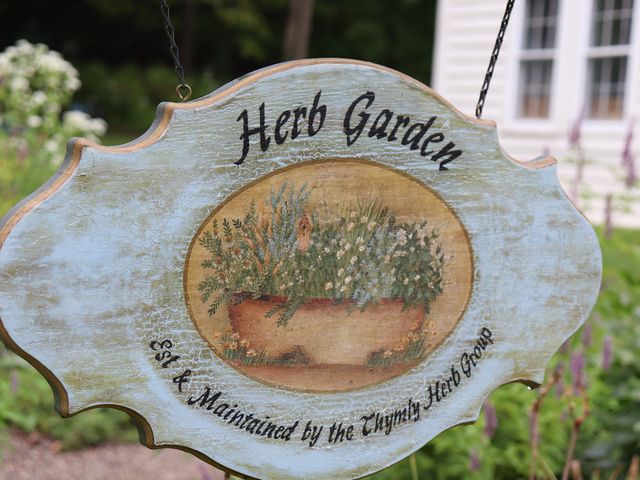 Herb Garden
Est & Maintained by the Thymly Herb Group